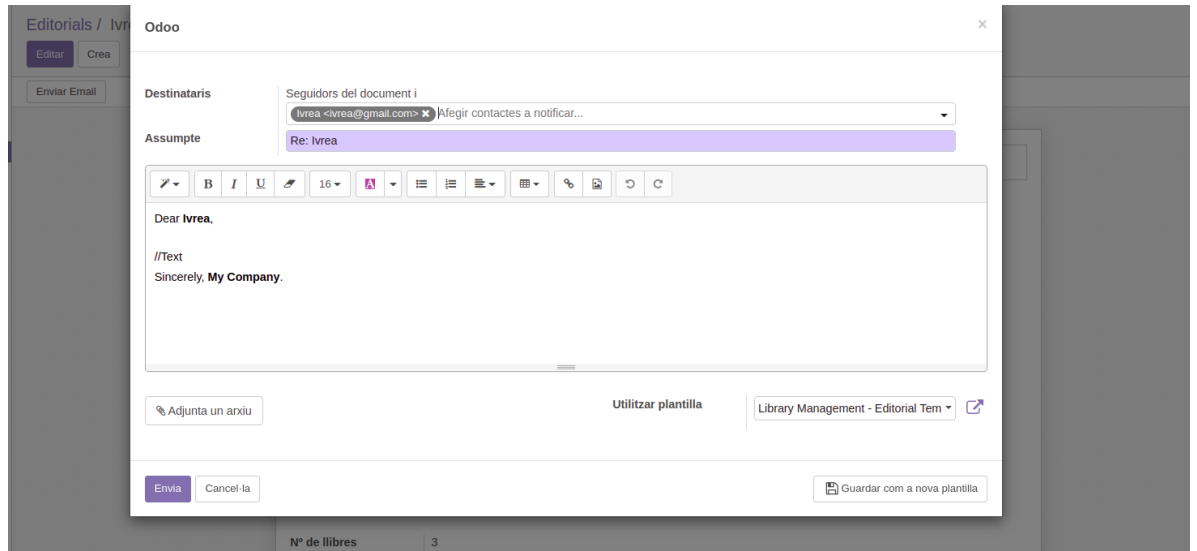 Editorials / Ivr
Editar Crea
Enviar Email
Odoo ×
Destinataris Seguidors del document i
Ivrea <ivrea@gmail.com> × Afegir contactes a notificar...
Assumpte Re: Ivrea
B I U 16 A
Dear Ivrea,
//Text
Sincerely, My Company.
Adjunta un arxiu Utilitzar plantilla Library Management - Editorial Tem
Envia Cancel·la Guardar com a nova plantilla
Nº de llibres 3